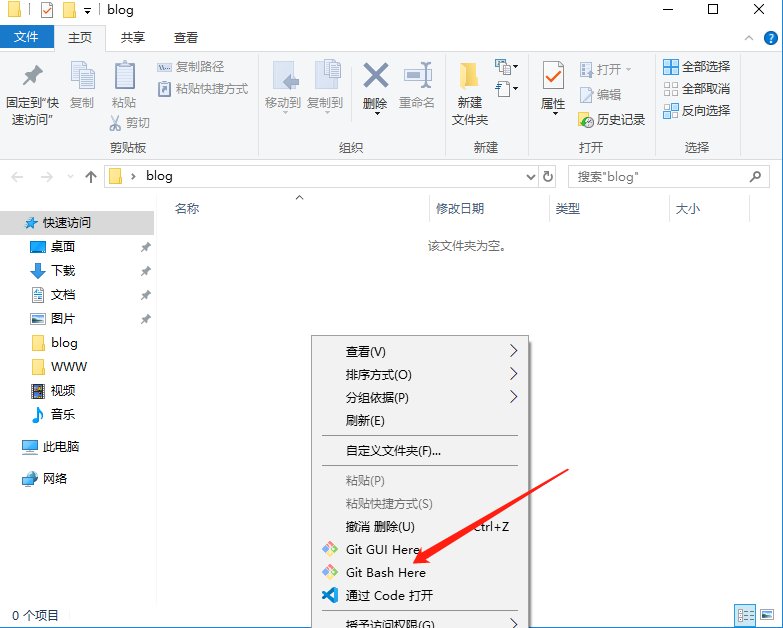 blog
文件 主页 共享 查看
固定到"快速访问"
复制
粘贴
复制路径
粘贴快捷方式
剪切
剪贴板
移动到
复制到
删除
重命名
组织
新建文件夹
新建
属性
打开
编辑
历史记录
打开
全部选择
全部取消
反向选择
选择
blog
搜索"blog"
名称 修改日期 类型 大小
该文件夹为空。
快速访问
桌面
下载
文档
图片
blog
WWW
视频
音乐
此电脑
网络
查看(V)
排序方式(O)
分组依据(P)
刷新(E)
自定义文件夹(F)...
粘贴(P)
粘贴快捷方式(S)
撤消 删除(U) Ctrl+Z
Git GUI Here
Git Bash Here
通过 Code 打开
授予访问权限(G)
0 个项目